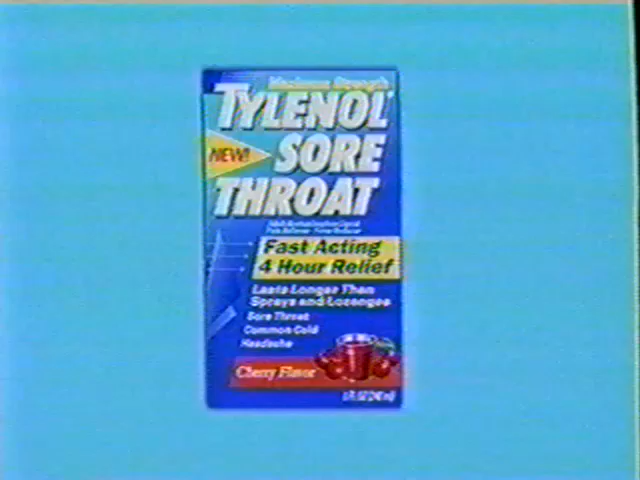 Maximum Strength
TYLENOL
NEW!
SORE
THROAT
Fast Acting
4 Hour Relief
Lasts Longer Than
Sprays and Lozenges
Sore Throat
Common Cold
Headache
Cherry Flavor